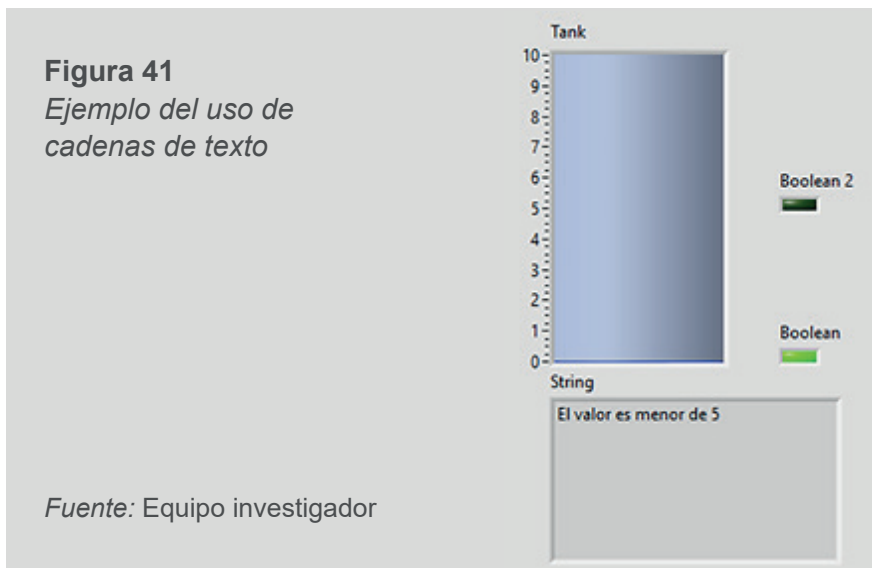 Figura 41
Ejemplo del uso de
cadenas de texto
Tank
10
9
8
7
6
5
4
3
2
1
0
Boolean 2
Boolean
String
El valor es menor de 5
Fuente: Equipo investigador